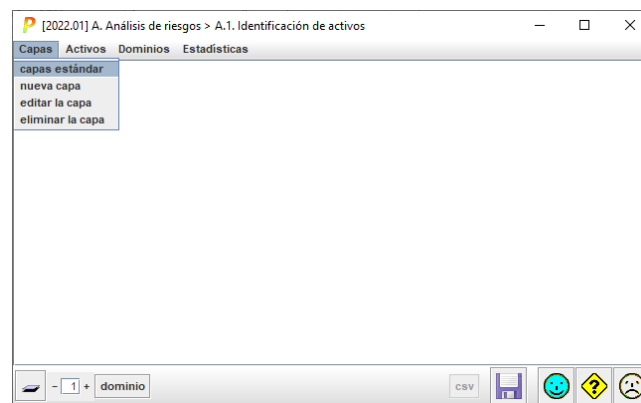 [2022.01] A. Análisis de riesgos > A.1. Identificación de activos
Capas Activos Dominios Estadísticas
capas estándar
nueva capa
editar la capa
eliminar la capa
- 1 + dominio
csv